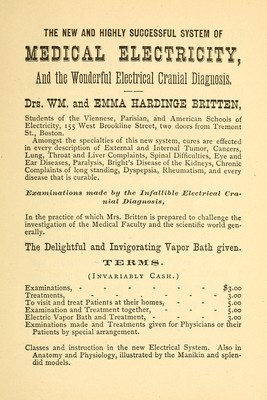 THE NEW AND HIGHLY SUCCESSFUL SYSTEM OF
MEDICAL ELECTRICITY,
And the Wonderful Electrical Cranial Diagnosis.
Drs. WM. and EMMA HARDINGE BRITTEN,
Students of the Viennese, Parisian, and American Schools of
Electricity, 155 West Brookline Street, two doors from Tremont
St., Boston.
Amongst the specialties of this new system, cures are effected
in every description of External and Internal Tumor, Cancers,
Lung, Throat and Liver Complaints, Spinal Difficulties, Eye and
Ear Diseases, Paralysis, Bright's Disease of the Kidneys, Chronic
Complaints of long standing, Dyspepsia, Rheumatism, and every
disease that is curable.
Examinations made by the Infallible Electrical Cra-
nial Diagnosis,
In the practice of which Mrs. Britten is prepared to challenge the
investigation of the Medical Faculty and the scientific world gen-
erally.
The Delightful and Invigorating Vapor Bath given.
TERMS.
(INVARIABLY CASH.)
Examinations, - - - - - - $3.00
Treatments, - - - - - - 3.00
To visit and treat Patients at their homes, - - - 5.00
Examination and Treatment together, - - - 5.00
Electric Vapor Bath and Treatment, - - - - 3.00
Examinations made and Treatments given for Physicians or their
Patients by special arrangement.
Classes and instruction in the new Electrical System. Also in
Anatomy and Physiology, illustrated by the Manikin and splen-
did models.